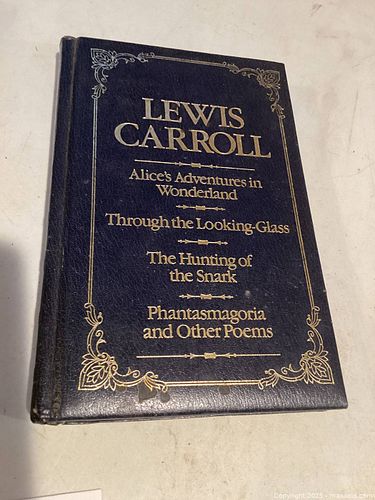 LEWIS
CARROLL
Alice's Adventures in
Wonderland
Through the Looking-Glass
The Hunting of
the Snark
Phantasmagoria
and Other Poems